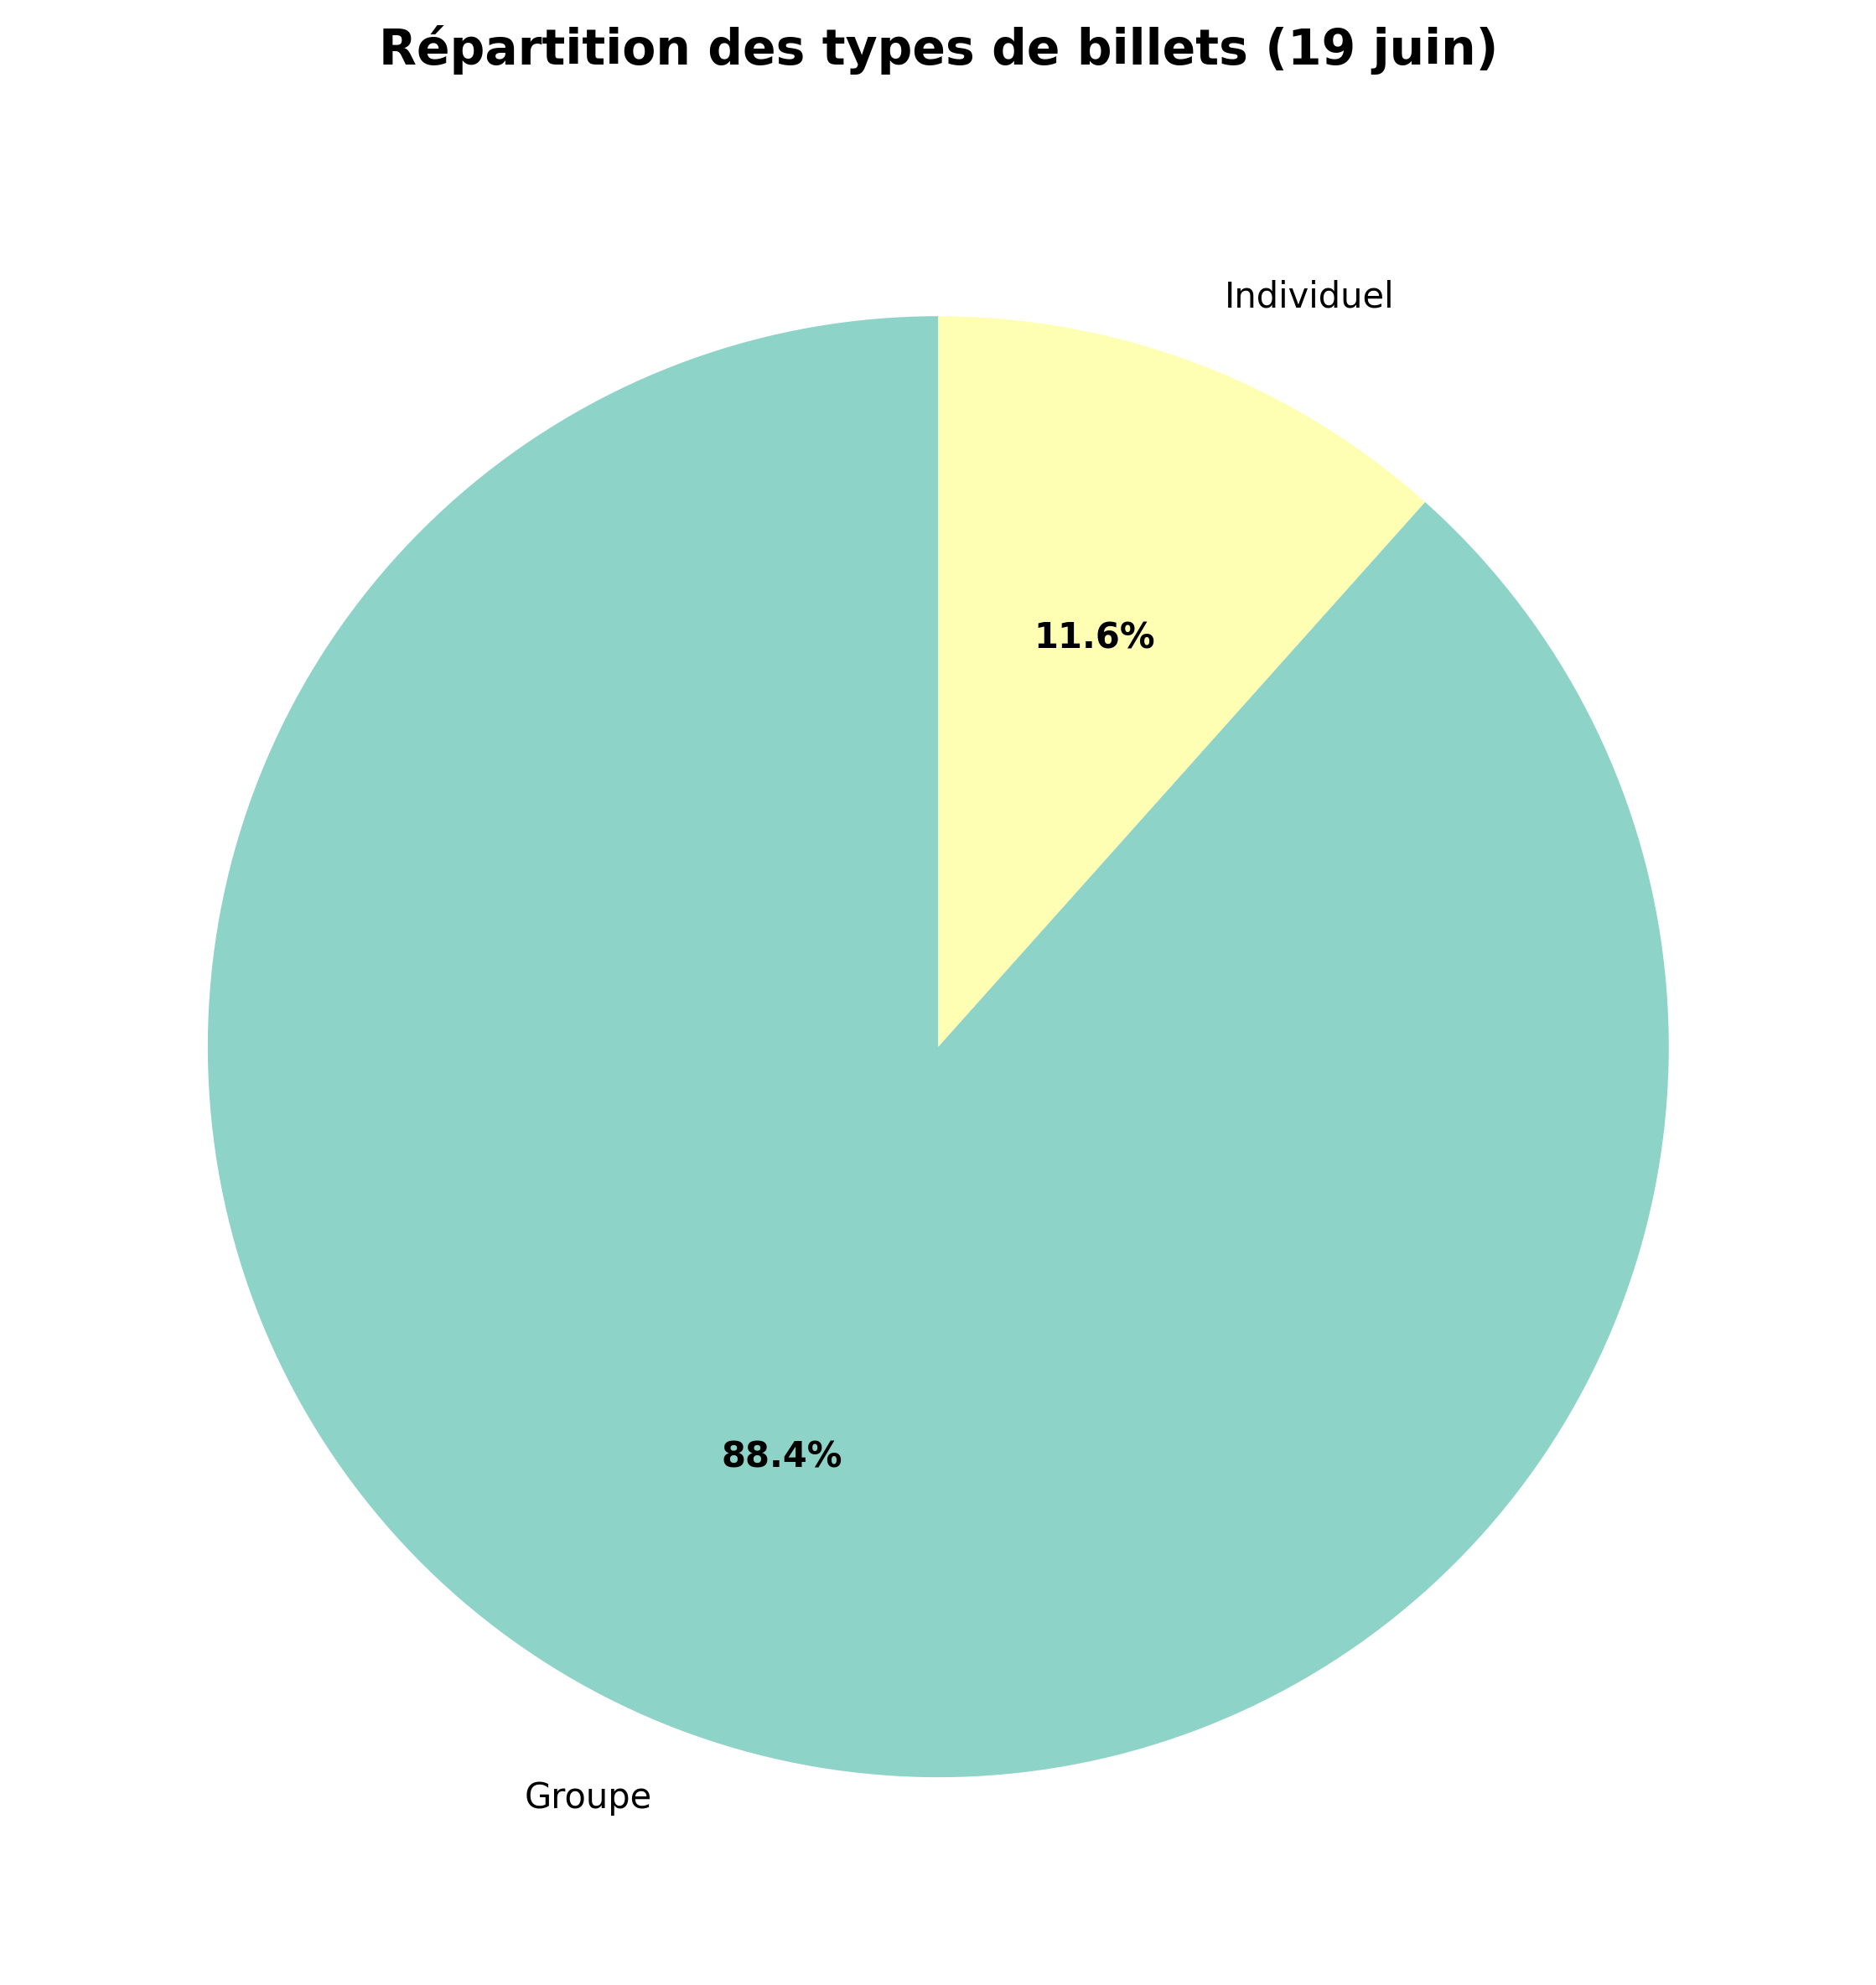 Répartition des types de billets (19 juin)
Individuel
11.6%
88.4%
Groupe